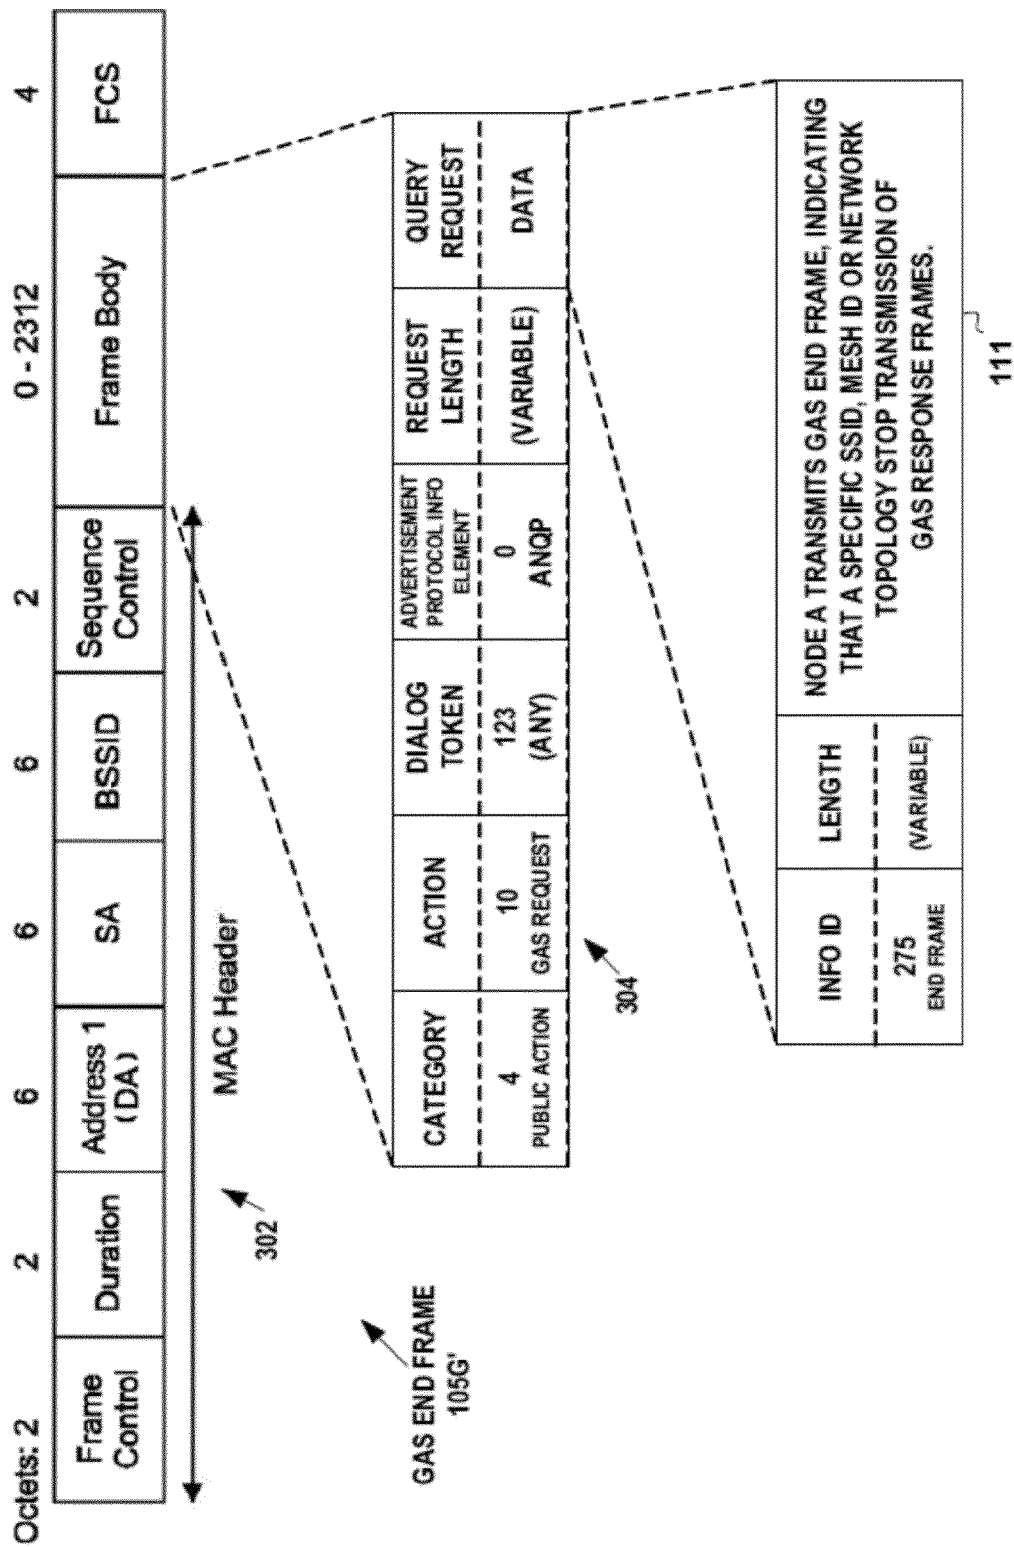 Octets: 2
2
6
6
6
2
0 - 2312
4
Frame
Control
Duration
Address 1
(DA)
SA
BSSID
Sequence
Control
Frame Body
FCS
MAC Header
302
GAS END FRAME
105G'
CATEGORY
4
PUBLIC ACTION
ACTION
10
GAS REQUEST
DIALOG
TOKEN
123
(ANY)
ADVERTISEMENT
PROTOCOL INFO
ELEMENT
0
ANQP
REQUEST
LENGTH
(VARIABLE)
QUERY
REQUEST
DATA
304
INFO ID
275
END FRAME
LENGTH
(VARIABLE)
NODE A TRANSMITS GAS END FRAME, INDICATING
THAT A SPECIFIC SSID, MESH ID OR NETWORK
TOPOLOGY STOP TRANSMISSION OF
GAS RESPONSE FRAMES.
111